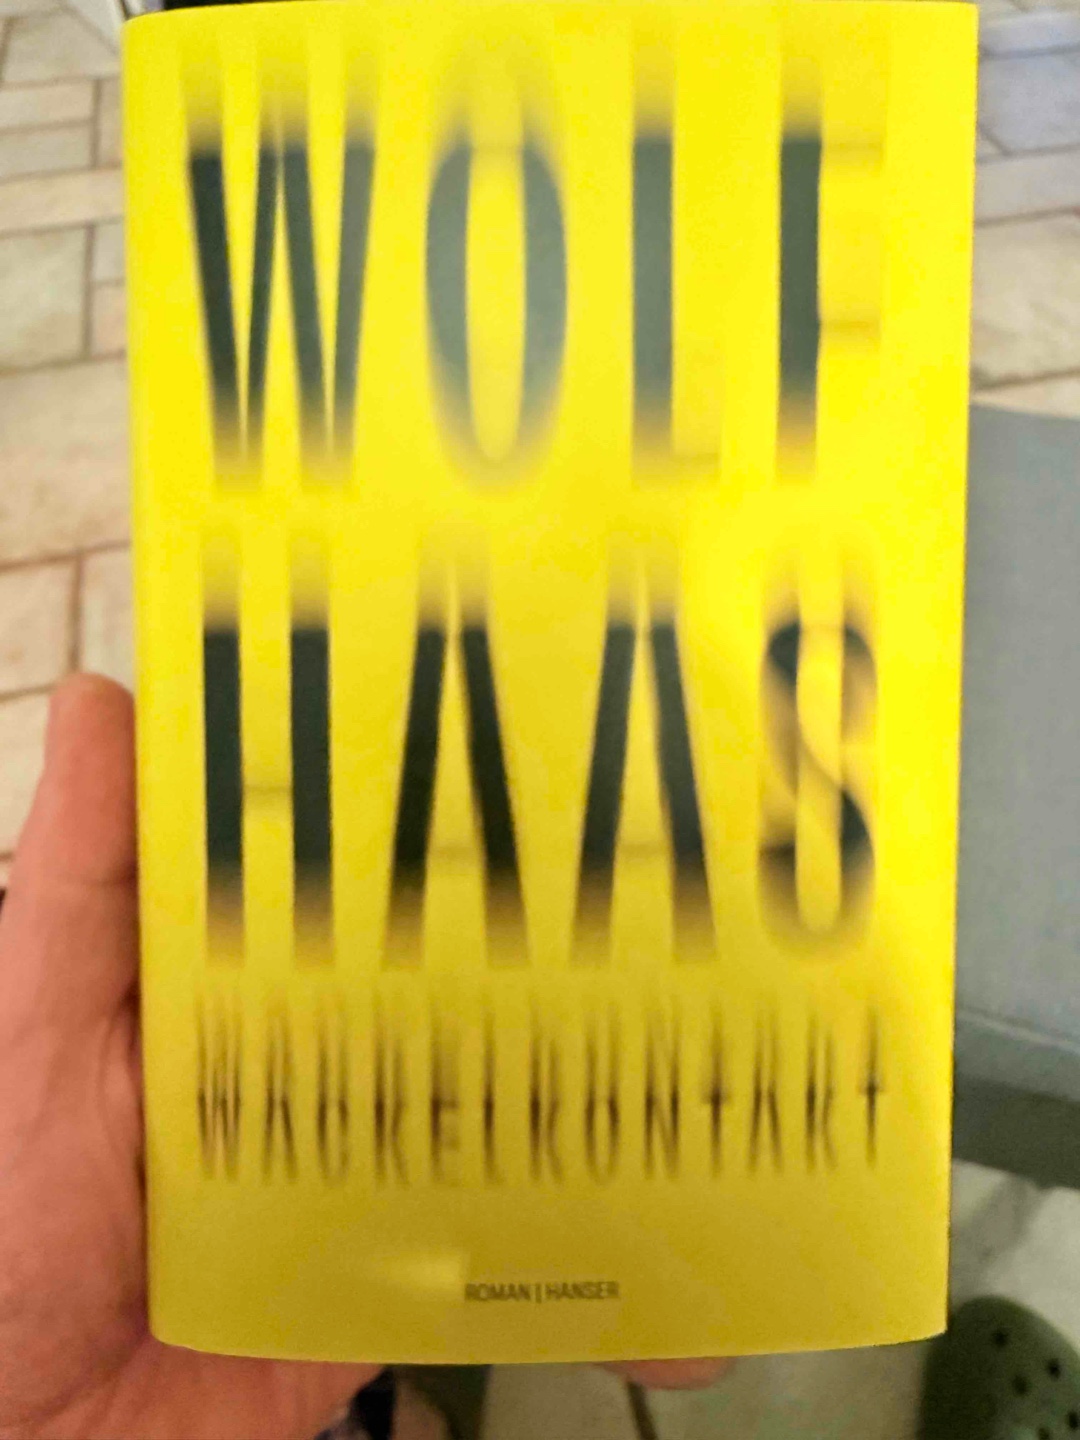 WOLF
HAAS
WACKELKONTAKT
ROMAN | HANSER